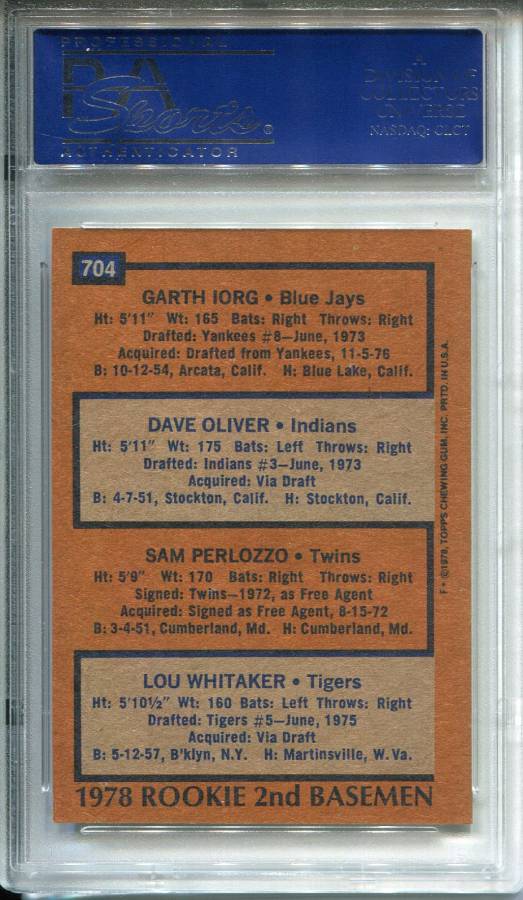 PROFESSIONAL
PSA
Sports®
AUTHENTICATOR
A
DIVISION OF
COLLECTORS
UNIVERSE
NASDAQ: CLCT
704
GARTH IORG • Blue Jays
Ht: 5'11" Wt: 165 Bats: Right Throws: Right
Drafted: Yankees #8—June, 1973
Acquired: Drafted from Yankees, 11-5-76
B: 10-12-54, Arcata, Calif. H: Blue Lake, Calif.
DAVE OLIVER • Indians
Ht: 5'11" Wt: 175 Bats: Left Throws: Right
Drafted: Indians #3—June, 1973
Acquired: Via Draft
B: 4-7-51, Stockton, Calif. H: Stockton, Calif.
SAM PERLOZZO • Twins
Ht: 5'9" Wt: 170 Bats: Right Throws: Right
Signed: Twins—1972, as Free Agent
Acquired: Signed as Free Agent, 8-15-72
B: 3-4-51, Cumberland, Md. H: Cumberland, Md.
LOU WHITAKER • Tigers
Ht: 5'10½" Wt: 160 Bats: Left Throws: Right
Drafted: Tigers #5—June, 1975
Acquired: Via Draft
B: 5-12-57, B'klyn, N.Y. H: Martinsville, W. Va.
1978 ROOKIE 2nd BASEMEN
F* ©1978, TOPPS CHEWING GUM, INC. PRTD. IN U.S.A.